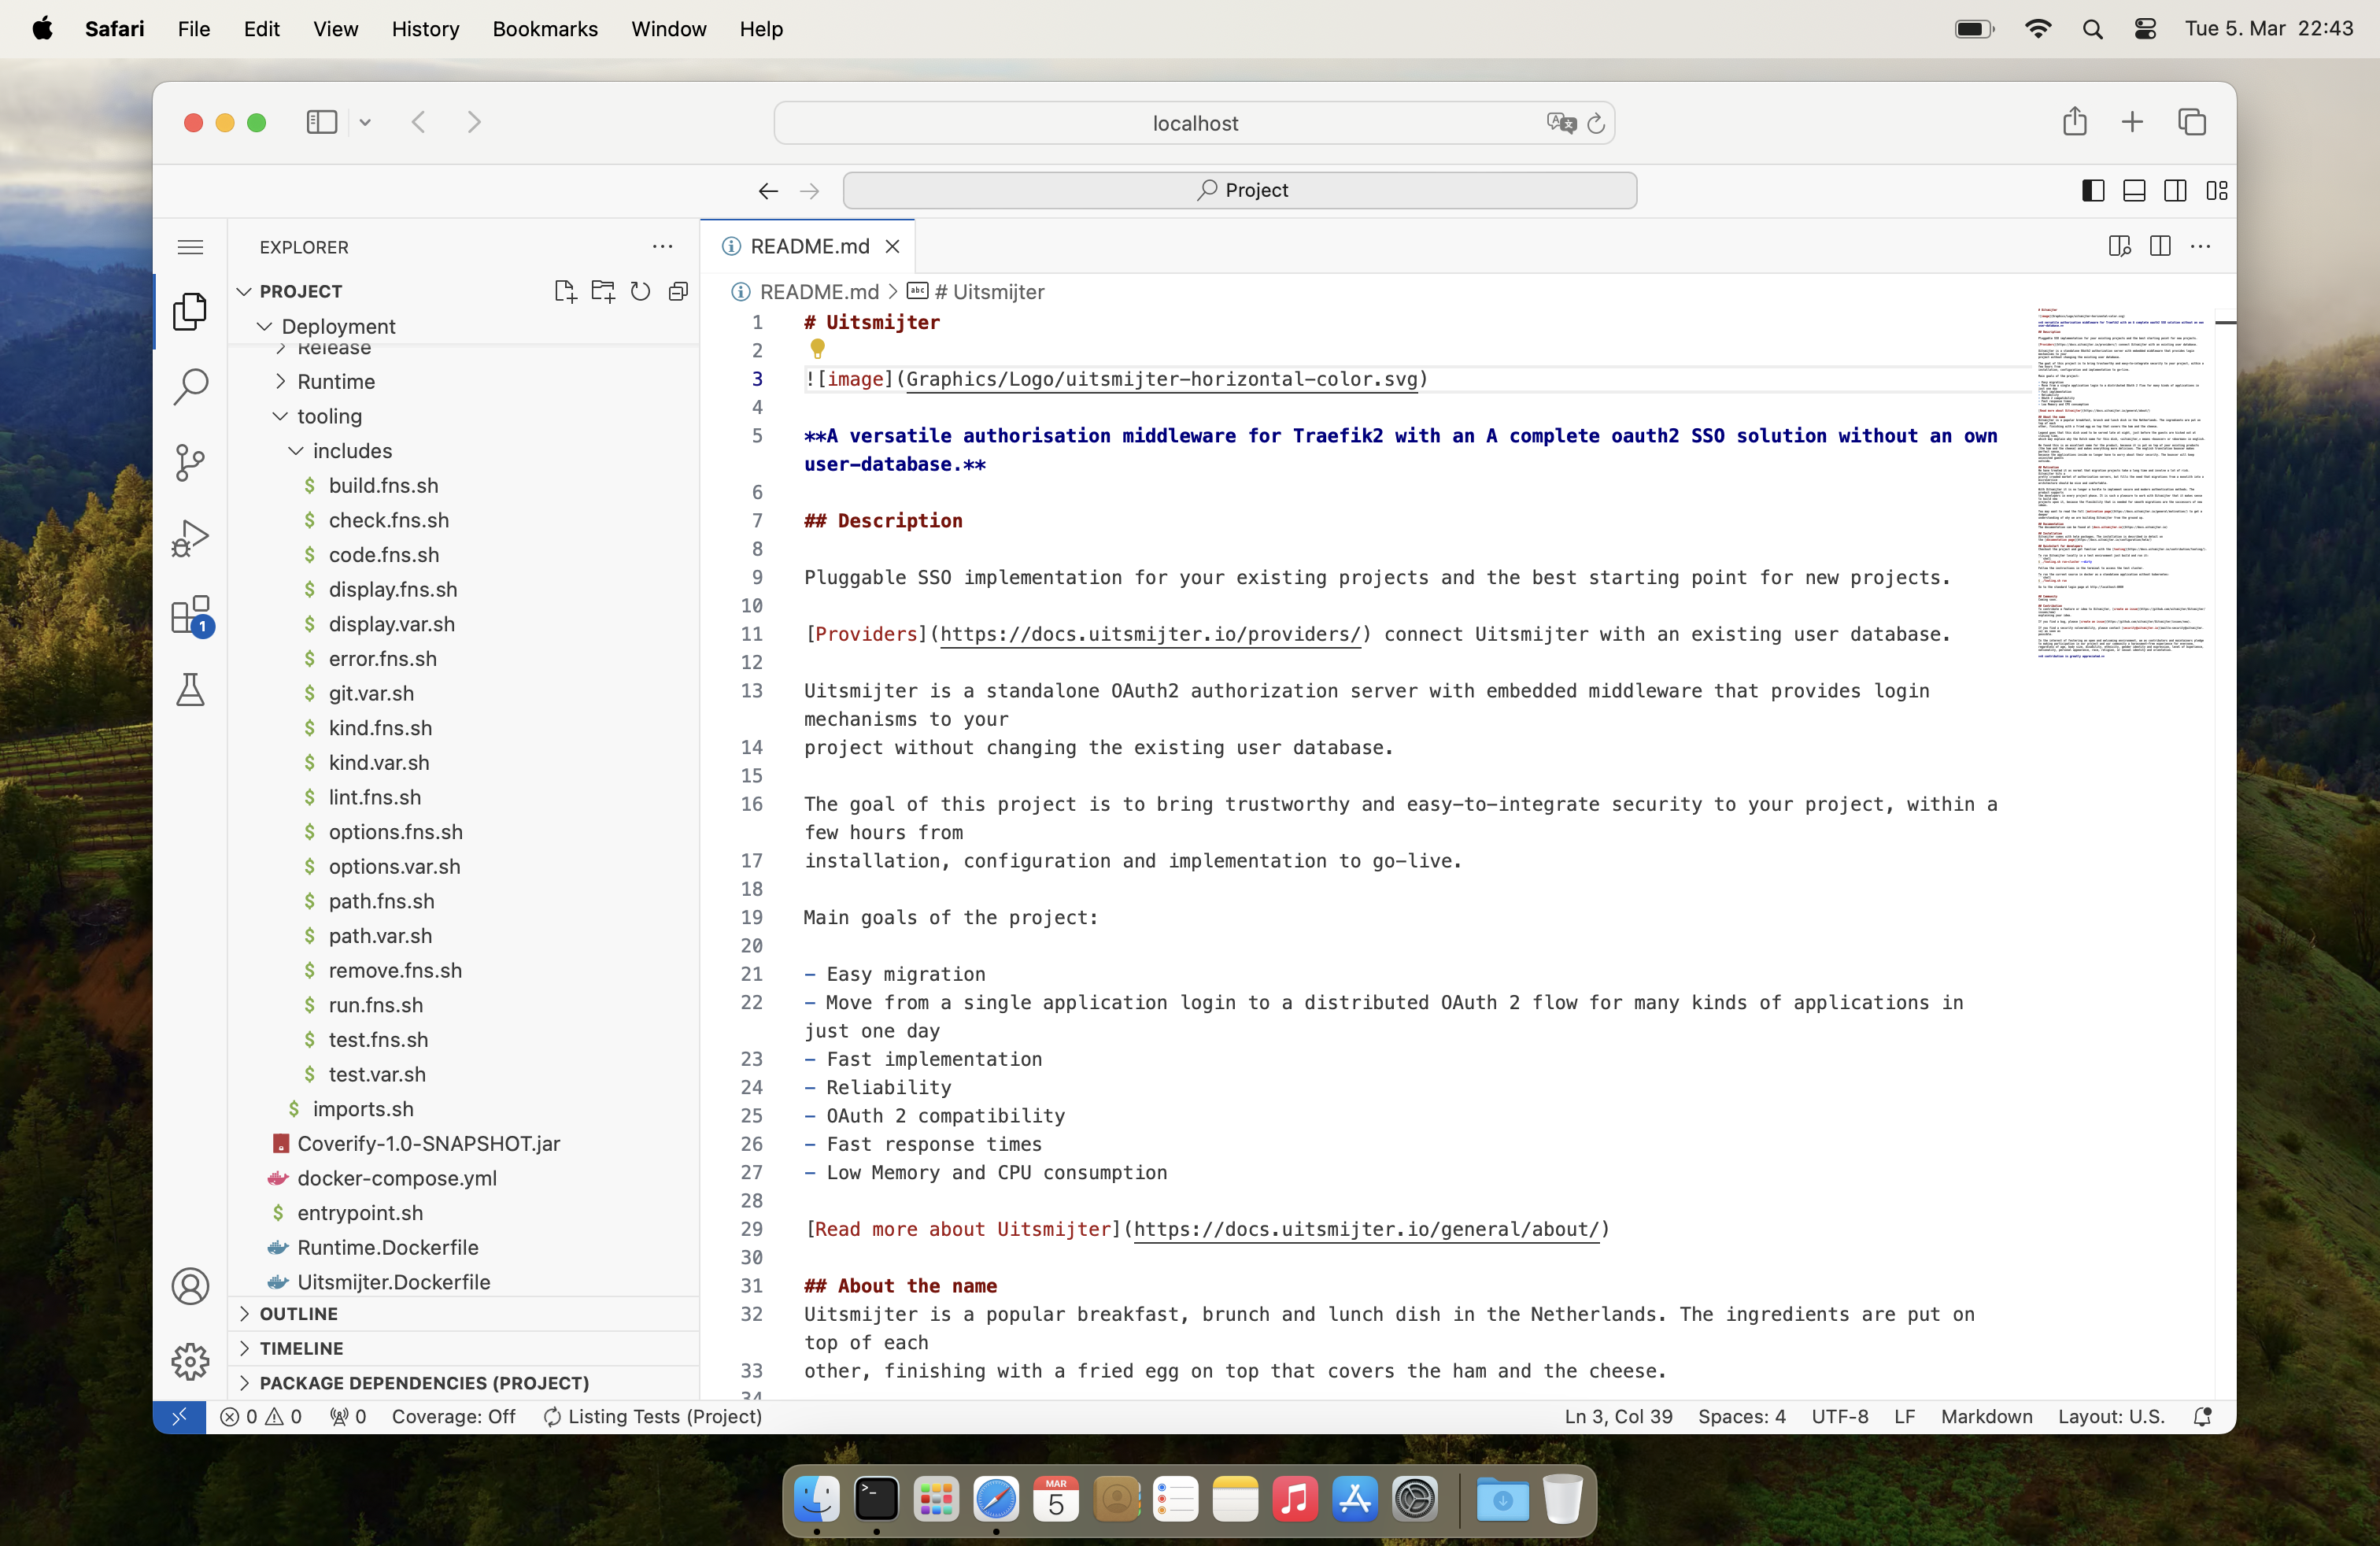 Safari File Edit View History Bookmarks Window Help Tue 5. Mar 22:43
localhost
Project
EXPLORER
PROJECT
Deployment
Release
Runtime
tooling
includes
build.fns.sh
check.fns.sh
code.fns.sh
display.fns.sh
display.var.sh
error.fns.sh
git.var.sh
kind.fns.sh
kind.var.sh
lint.fns.sh
options.fns.sh
options.var.sh
path.fns.sh
path.var.sh
remove.fns.sh
run.fns.sh
test.fns.sh
test.var.sh
imports.sh
Coverify-1.0-SNAPSHOT.jar
docker-compose.yml
entrypoint.sh
Runtime.Dockerfile
Uitsmijter.Dockerfile
OUTLINE
TIMELINE
PACKAGE DEPENDENCIES (PROJECT)
1
README.md
README.md > # Uitsmijter
1 # Uitsmijter
2
3 ![image](Graphics/Logo/uitsmijter-horizontal-color.svg)
4
5 **A versatile authorisation middleware for Traefik2 with an A complete oauth2 SSO solution without an own
user-database.**
6
7 ## Description
8
9 Pluggable SSO implementation for your existing projects and the best starting point for new projects.
10
11 [Providers](https://docs.uitsmijter.io/providers/) connect Uitsmijter with an existing user database.
12
13 Uitsmijter is a standalone OAuth2 authorization server with embedded middleware that provides login
mechanisms to your
14 project without changing the existing user database.
15
16 The goal of this project is to bring trustworthy and easy-to-integrate security to your project, within a
few hours from
17 installation, configuration and implementation to go-live.
18
19 Main goals of the project:
20
21 - Easy migration
22 - Move from a single application login to a distributed OAuth 2 flow for many kinds of applications in
just one day
23 - Fast implementation
24 - Reliability
25 - OAuth 2 compatibility
26 - Fast response times
27 - Low Memory and CPU consumption
28
29 [Read more about Uitsmijter](https://docs.uitsmijter.io/general/about/)
30
31 ## About the name
32 Uitsmijter is a popular breakfast, brunch and lunch dish in the Netherlands. The ingredients are put on
top of each
33 other, finishing with a fried egg on top that covers the ham and the cheese.
34
0 0 0 Coverage: Off Listing Tests (Project) Ln 3, Col 39 Spaces: 4 UTF-8 LF Markdown Layout: U.S.
MAR
5